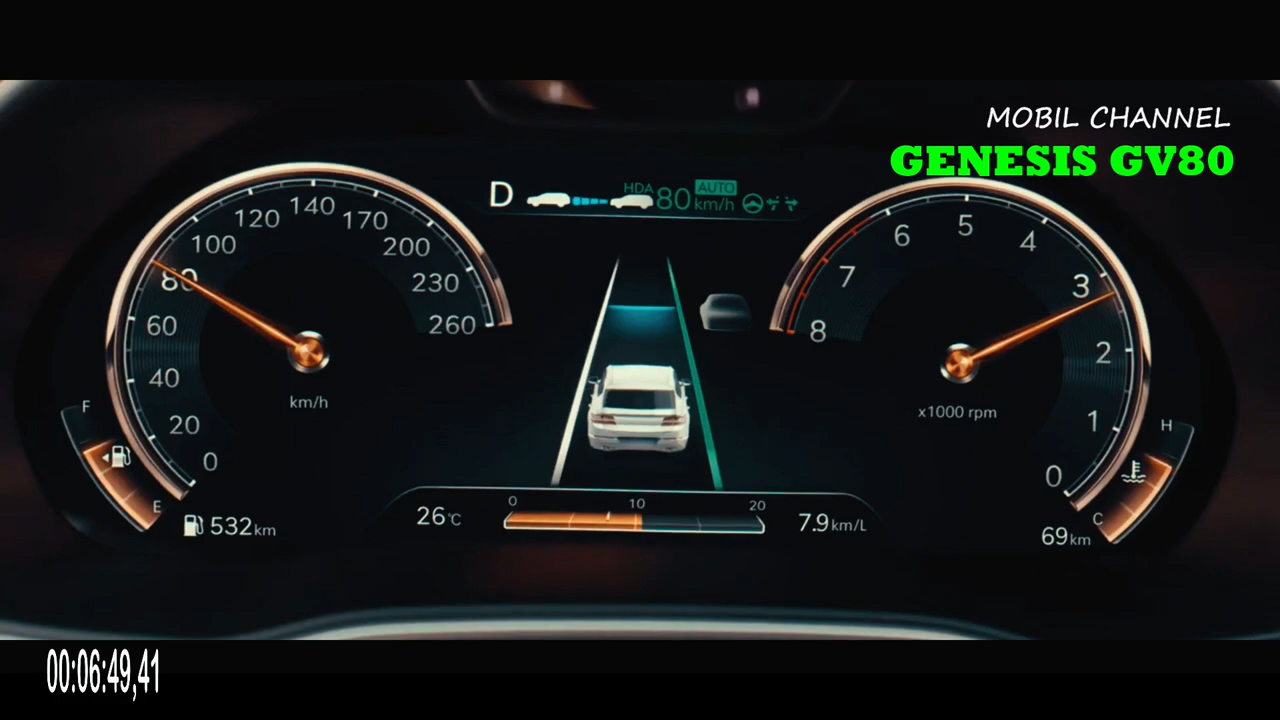 MOBIL CHANNEL
GENESIS GV80
D
HDA
80
AUTO
km/h
0
20
40
60
80
100
120
140
170
200
230
260
km/h
8
7
6
5
4
3
2
1
0
x1000 rpm
F
E
532km
26°C
0 10 20
7.9km/L
H
C
69km
00:06:49,41